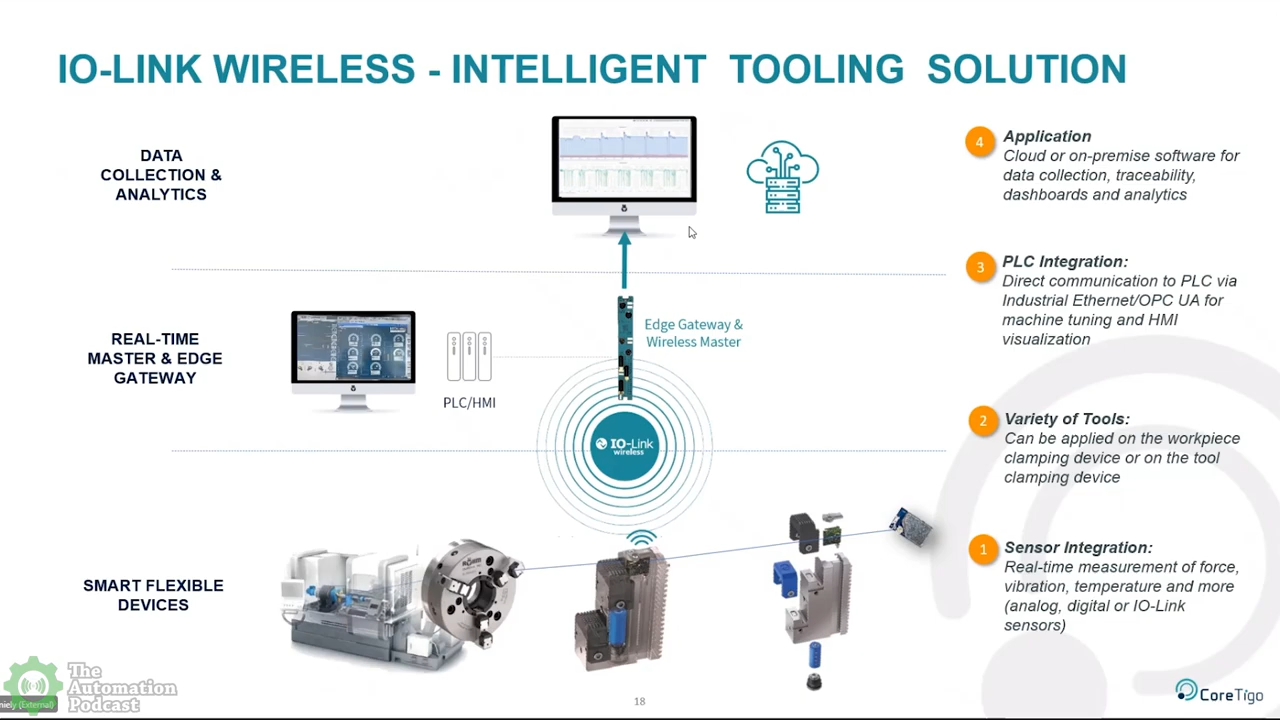 IO-LINK WIRELESS - INTELLIGENT TOOLING SOLUTION
DATA
COLLECTION &
ANALYTICS
4
Application
Cloud or on-premise software for
data collection, traceability,
dashboards and analytics
3
PLC Integration:
Direct communication to PLC via
Industrial Ethernet/OPC UA for
machine tuning and HMI
visualization
REAL-TIME
MASTER & EDGE
GATEWAY
PLC/HMI
Edge Gateway &
Wireless Master
IO-Link
wireless
2
Variety of Tools:
Can be applied on the workpiece
clamping device or on the tool
clamping device
SMART FLEXIBLE
DEVICES
1
Sensor Integration:
Real-time measurement of force,
vibration, temperature and more
(analog, digital or IO-Link
sensors)
The
Automation
Podcast
(External)
18
CoreTigo